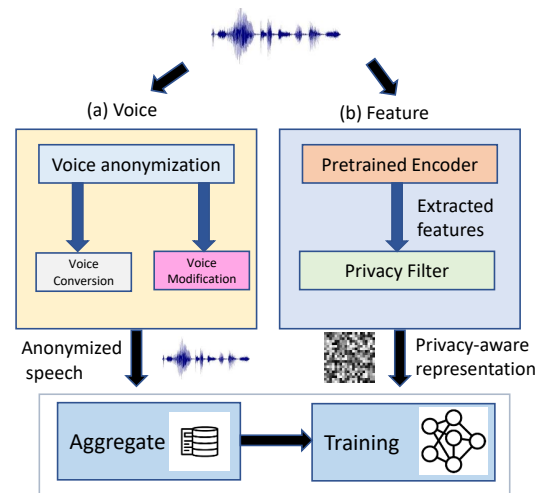 (a) Voice
(b) Feature
Voice anonymization
Voice
Conversion
Voice
Modification
Pretrained Encoder
Extracted
features
Privacy Filter
Anonymized
speech
Privacy-aware
representation
Aggregate
Training